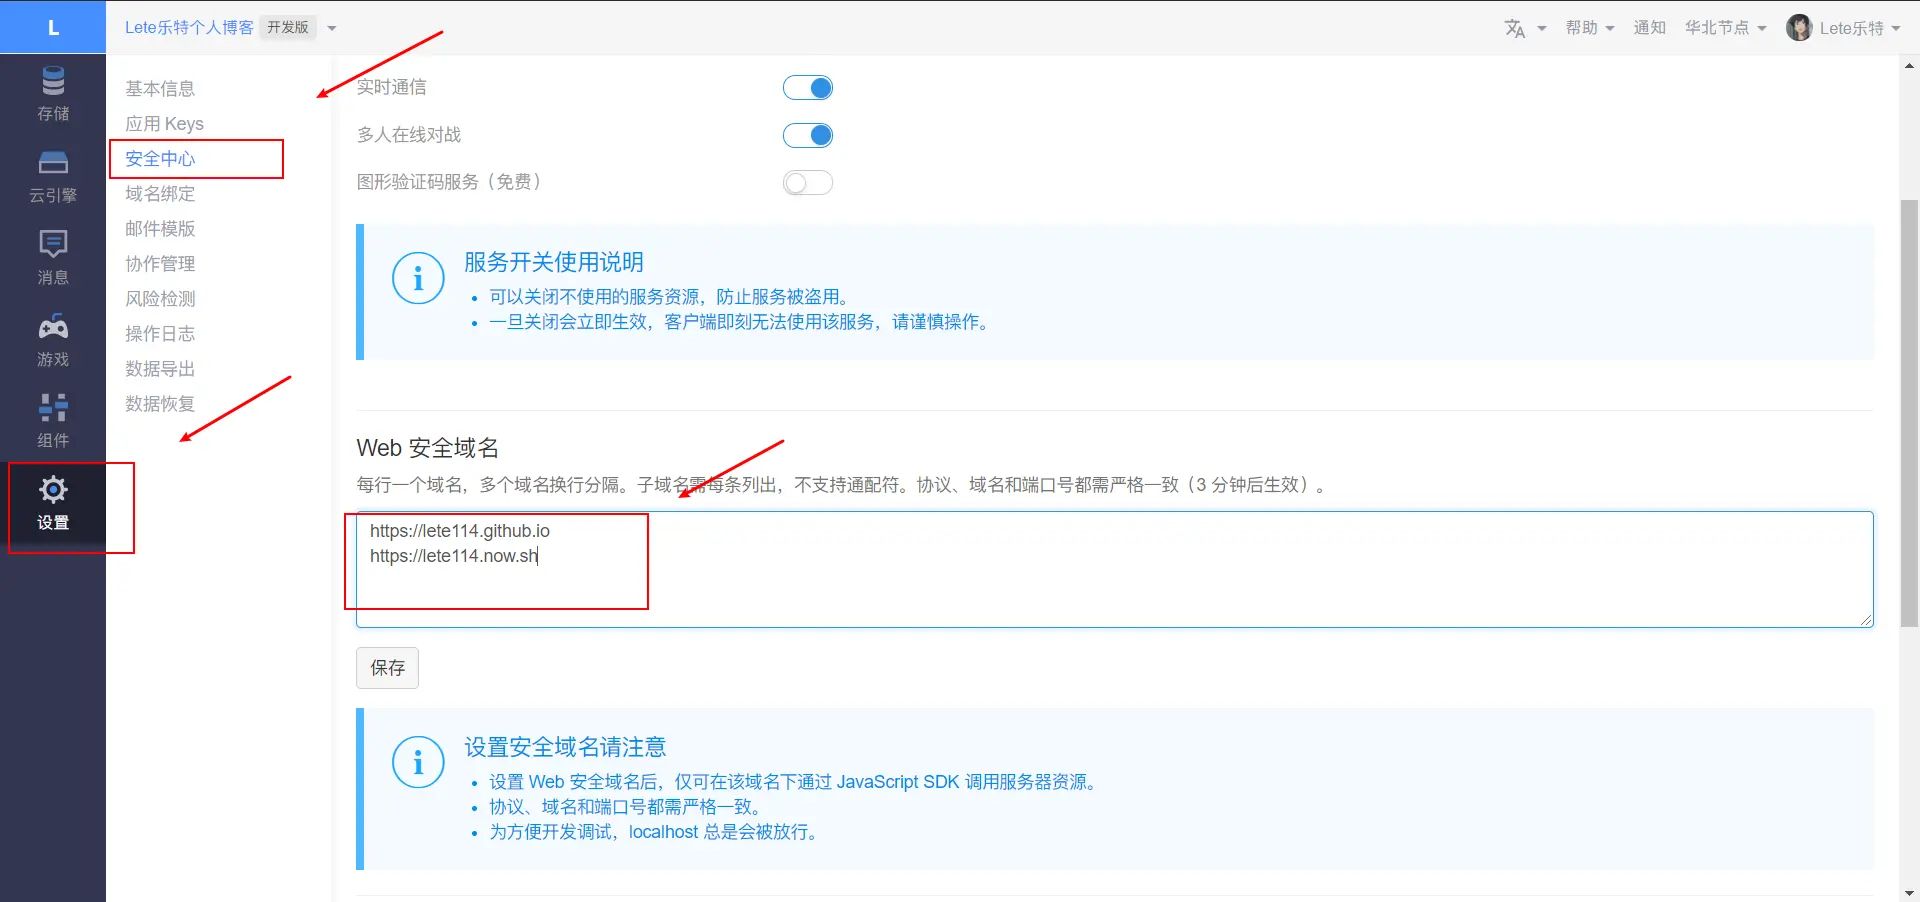 L
Lete乐特个人博客 开发版
帮助 通知 华北节点 Lete乐特
存储
云引擎
消息
游戏
组件
设置
基本信息
应用 Keys
安全中心
域名绑定
邮件模版
协作管理
风险检测
操作日志
数据导出
数据恢复
实时通信
多人在线对战
图形验证码服务（免费）
服务开关使用说明
可以关闭不使用的服务资源，防止服务被盗用。
一旦关闭会立即生效，客户端即刻无法使用该服务，请谨慎操作。
Web 安全域名
每行一个域名，多个域名换行分隔。子域名需每条列出，不支持通配符。协议、域名和端口号都需严格一致（3 分钟后生效）。
https://lete114.github.io
https://lete114.now.sh
保存
设置安全域名请注意
设置 Web 安全域名后，仅可在该域名下通过 JavaScript SDK 调用服务器资源。
协议、域名和端口号都需严格一致。
为方便开发调试，localhost 总是会被放行。